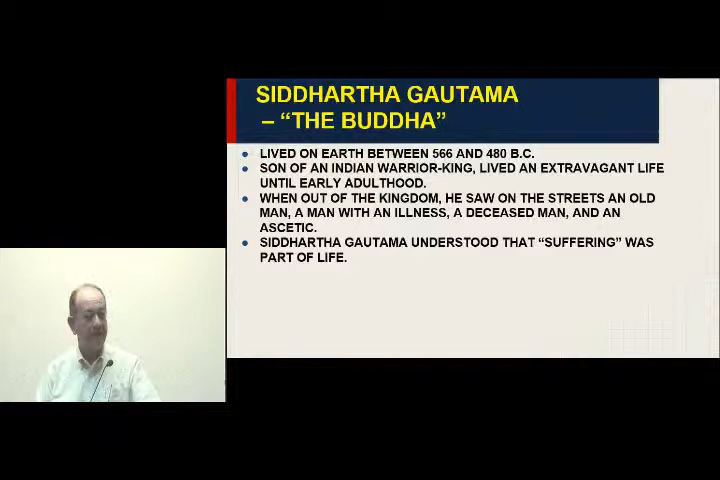 SIDDHARTHA GAUTAMA
– “THE BUDDHA”
• LIVED ON EARTH BETWEEN 566 AND 480 B.C.
• SON OF AN INDIAN WARRIOR-KING, LIVED AN EXTRAVAGANT LIFE
UNTIL EARLY ADULTHOOD.
• WHEN OUT OF THE KINGDOM, HE SAW ON THE STREETS AN OLD
MAN, A MAN WITH AN ILLNESS, A DECEASED MAN, AND AN
ASCETIC.
• SIDDHARTHA GAUTAMA UNDERSTOOD THAT “SUFFERING” WAS
PART OF LIFE.